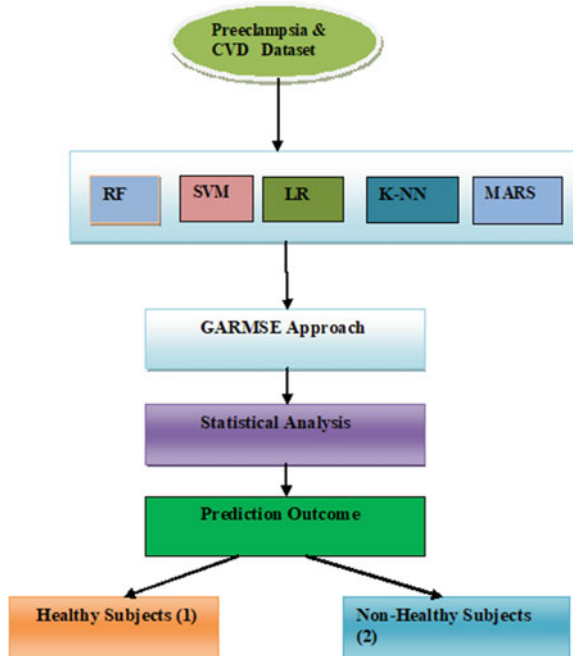 Preeclampsia &
CVD Dataset
RF
SVM
LR
K-NN
MARS
GARMSE Approach
Statistical Analysis
Prediction Outcome
Healthy Subjects (1)
Non-Healthy Subjects
(2)